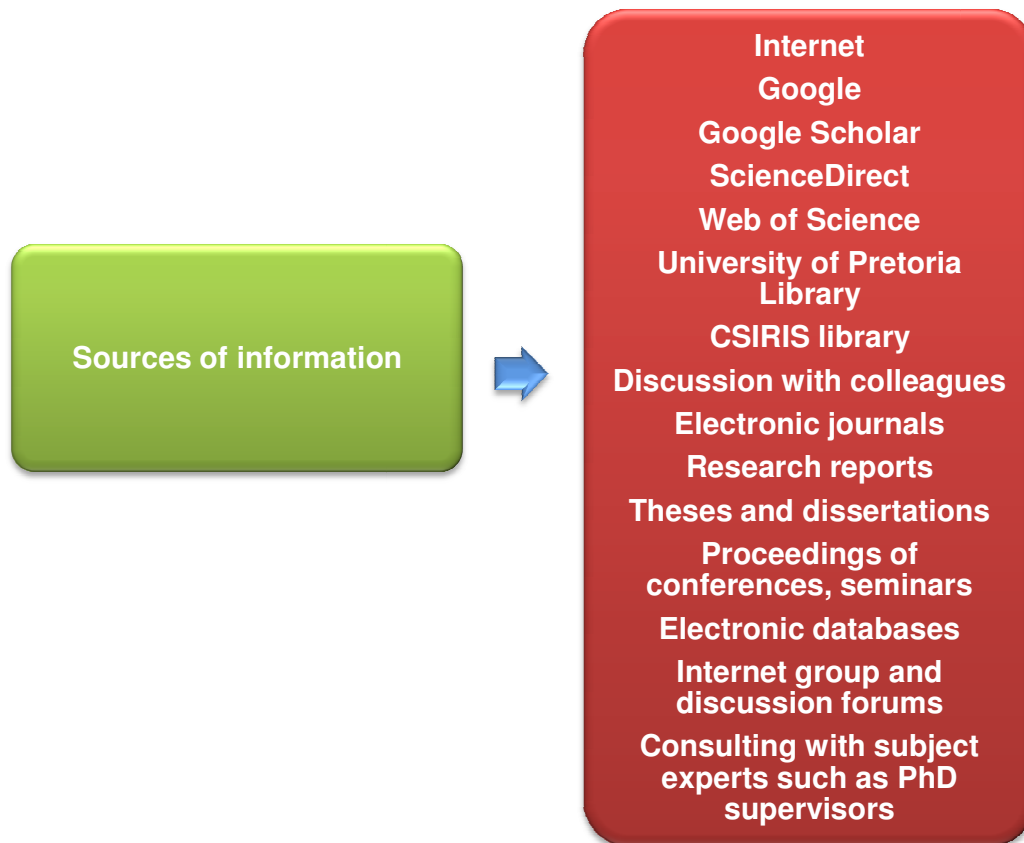 Sources of information
Internet
Google
Google Scholar
ScienceDirect
Web of Science
University of Pretoria
Library
CSIRIS library
Discussion with colleagues
Electronic journals
Research reports
Theses and dissertations
Proceedings of
conferences, seminars
Electronic databases
Internet group and
discussion forums
Consulting with subject
experts such as PhD
supervisors